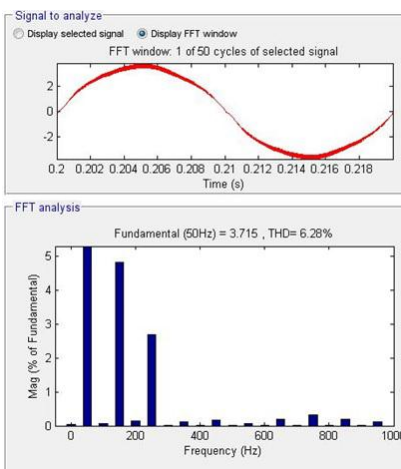 Signal to analyze
Display selected signal Display FFT window
FFT window: 1 of 50 cycles of selected signal
2
0
-2
0.2 0.202 0.204 0.206 0.208 0.21 0.212 0.214 0.216 0.218
Time (s)
FFT analysis
Fundamental (50Hz) = 3.715 , THD= 6.28%
Mag (% of Fundamental)
5
4
3
2
1
0
0 200 400 600 800 1000
Frequency (Hz)